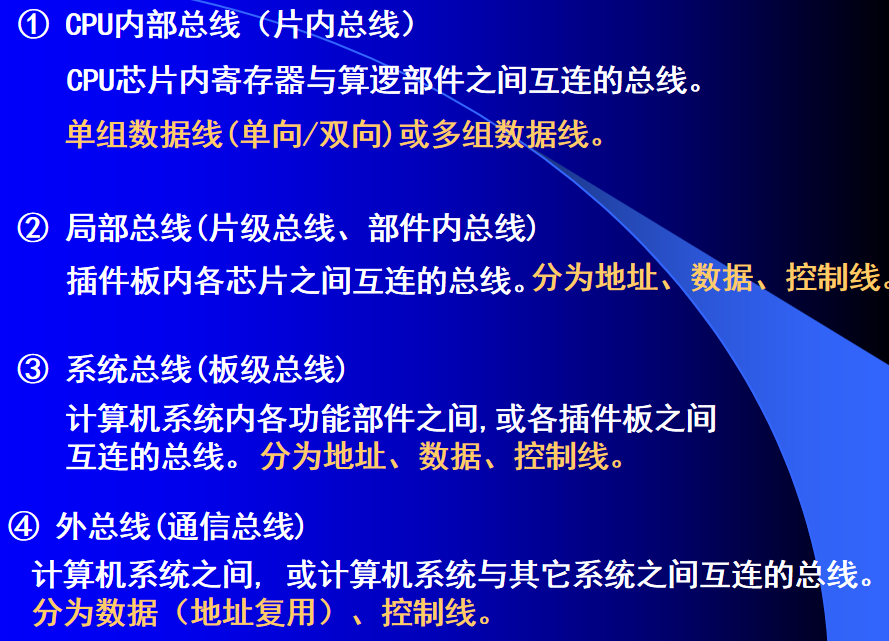 ① CPU内部总线（片内总线）
CPU芯片内寄存器与算逻部件之间互连的总线。
单组数据线(单向/双向)或多组数据线。
② 局部总线(片级总线、部件内总线)
插件板内各芯片之间互连的总线。分为地址、数据、控制线。
③ 系统总线(板级总线)
计算机系统内各功能部件之间,或各插件板之间
互连的总线。分为地址、数据、控制线。
④ 外总线(通信总线)
计算机系统之间, 或计算机系统与其它系统之间互连的总线。
分为数据（地址复用）、控制线。